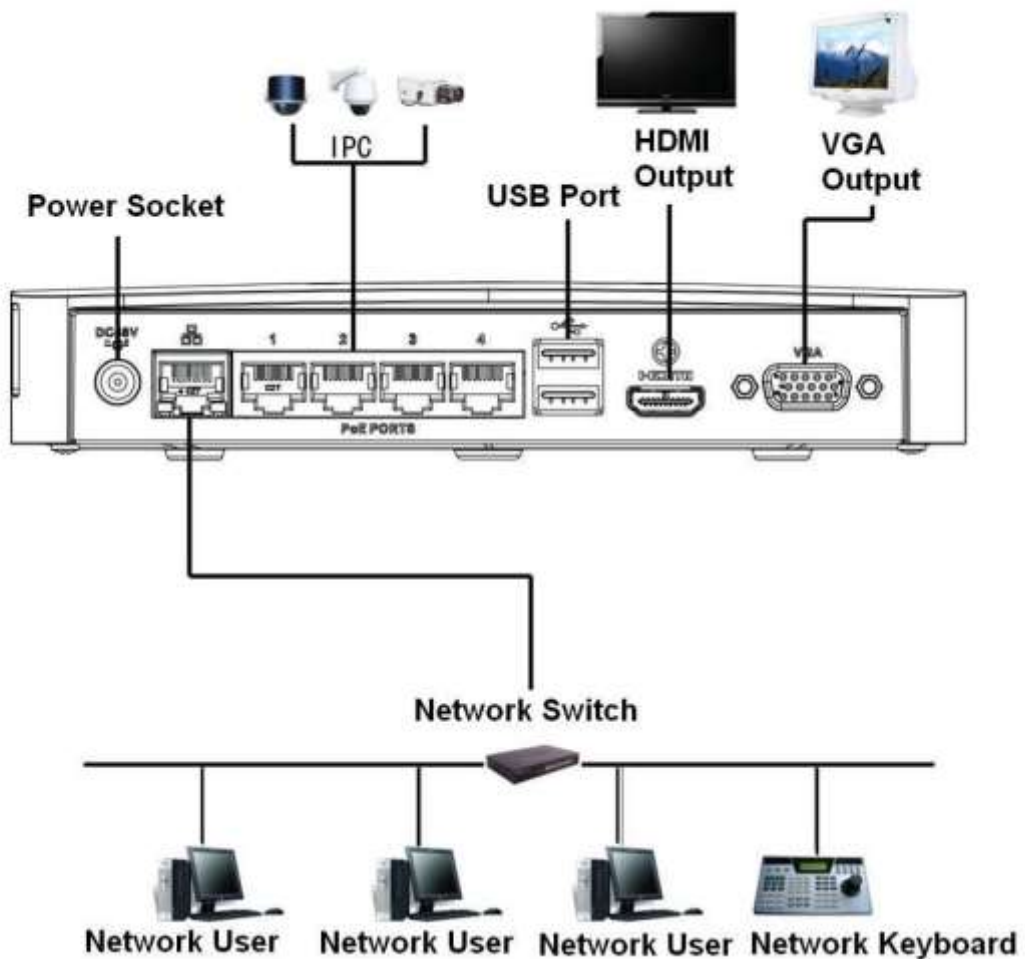 IPC
HDMI
Output
VGA
Output
USB Port
Power Socket
1
2
3
4
HDMI
VGA
PoE PORTS
Network Switch
Network User
Network User
Network User
Network Keyboard